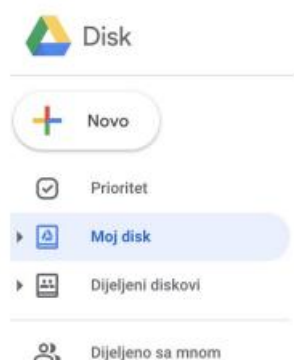 Disk
Novo
Prioritet
Moj disk
Dijeljeni diskovi
Dijeljeno sa mnom